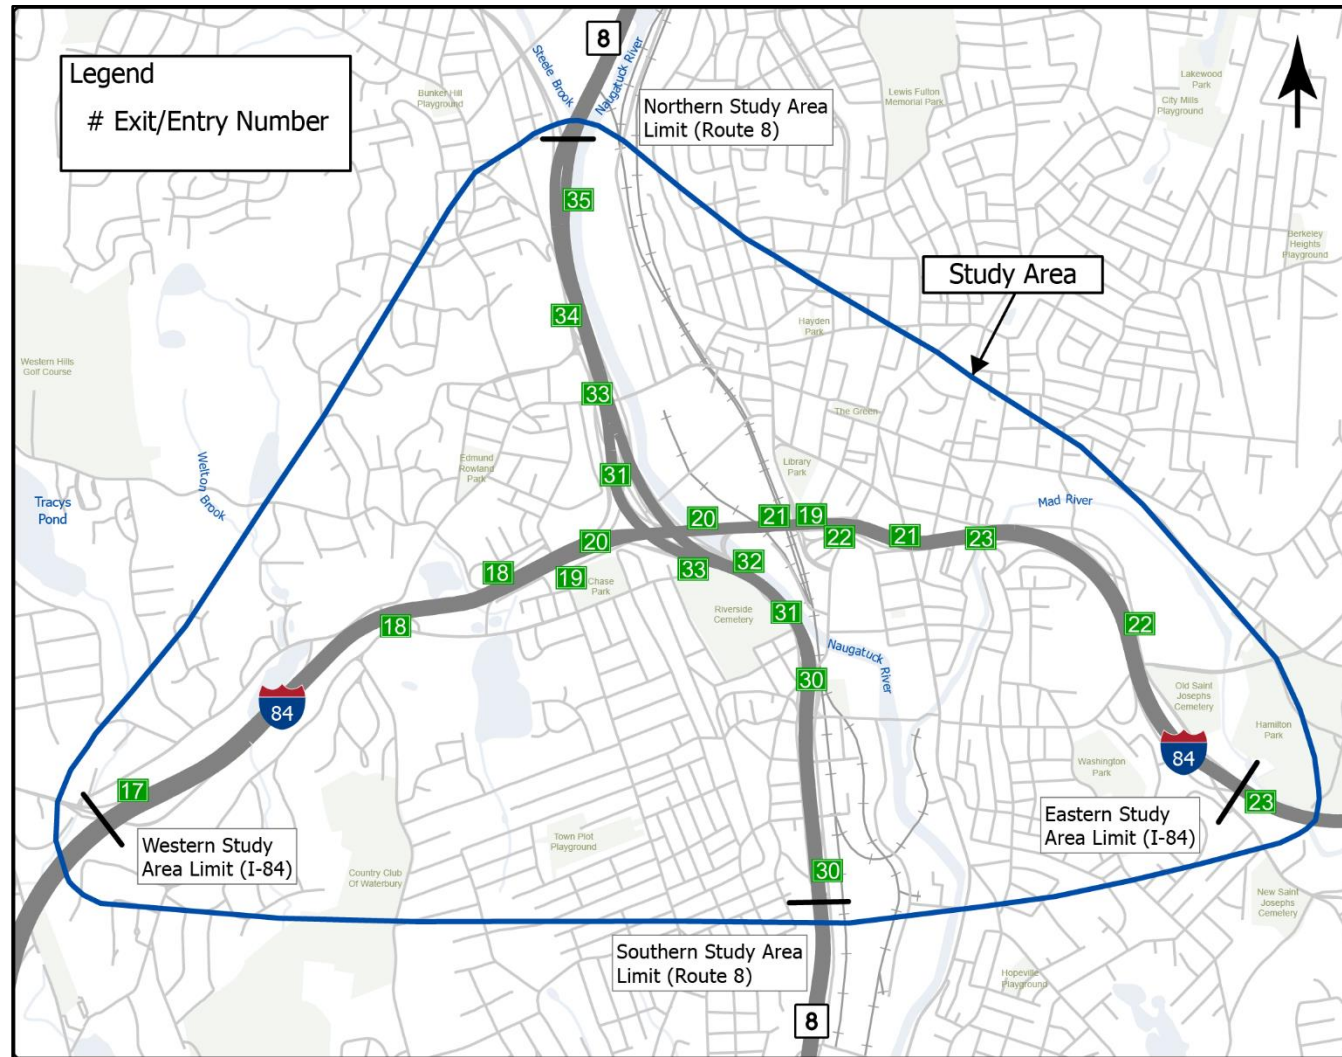 Legend
# Exit/Entry Number
8
Steele Brook
Naugatuck River
Bunker Hill
Playground
Northern Study Area
Limit (Route 8)
Lewis Fulton
Memorial Park
Lakewood
Park
City Mills
Playground
Berkeley
Heights
Playground
35
Study Area
34
Hayden
Park
Western Hills
Golf Course
33
The Green
Edmund
Rowland
Park
Library
Park
Welton Brook
Tracys
Pond
31
Mad River
20
21
19
22
21
23
20
18
19
33
32
Chase
Park
18
Riverside
Cemetery
31
22
Naugatuck
River
30
84
Old Saint
Josephs
Cemetery
Hamilton
Park
84
Washington
Park
17
23
Western Study
Area Limit (I-84)
Eastern Study
Area Limit (I-84)
Town Plot
Playground
Country Club
Of Waterbury
30
New Saint
Josephs
Cemetery
Southern Study Area
Limit (Route 8)
Hopeville
Playground
8